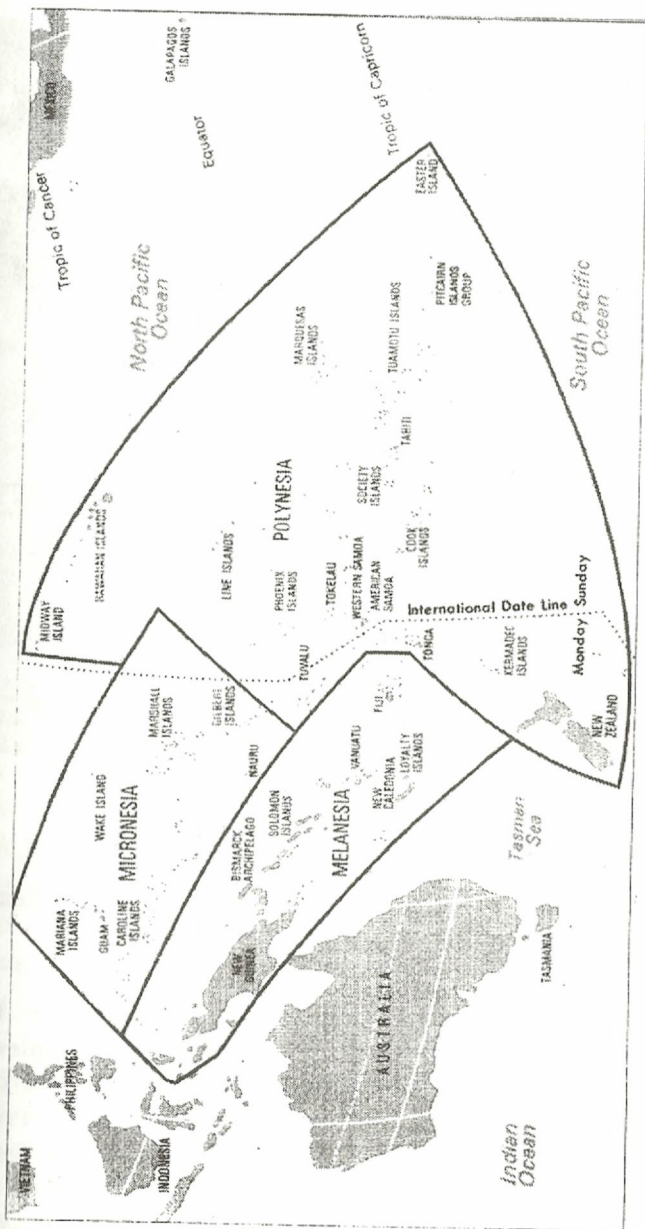 VIETNAM
PHILIPPINES
INDONESIA
MARIANA
ISLANDS
GUAM
CAROLINE
ISLANDS
WAKE ISLAND
MICRONESIA
MARSHALL
ISLANDS
GILBERT
ISLANDS
NAURU
MIDWAY
ISLAND
HAWAIIAN ISLANDS
Tropic of Cancer
MEXICO
North Pacific
Ocean
GALAPAGOS
ISLANDS
Equator
NEW
GUINEA
BISMARCK
ARCHIPELAGO
SOLOMON
ISLANDS
MELANESIA
VANUATU
NEW
CALEDONIA
LOYALTY
ISLANDS
FIJI
TUVALU
LINE ISLANDS
PHOENIX
ISLANDS
POLYNESIA
TOKELAU
WESTERN SAMOA
AMERICAN
SAMOA
MARQUESAS
ISLANDS
SOCIETY
ISLANDS
COOK
ISLANDS
TAHITI
TUAMOTU ISLANDS
Tropic of Capricorn
EASTER
ISLAND
PITCAIRN
ISLANDS
GROUP
International Date Line
TONGA
KERMADEC
ISLANDS
Monday Sunday
NEW
ZEALAND
AUSTRALIA
Tasman
Sea
TASMANIA
Indian
Ocean
South Pacific
Ocean